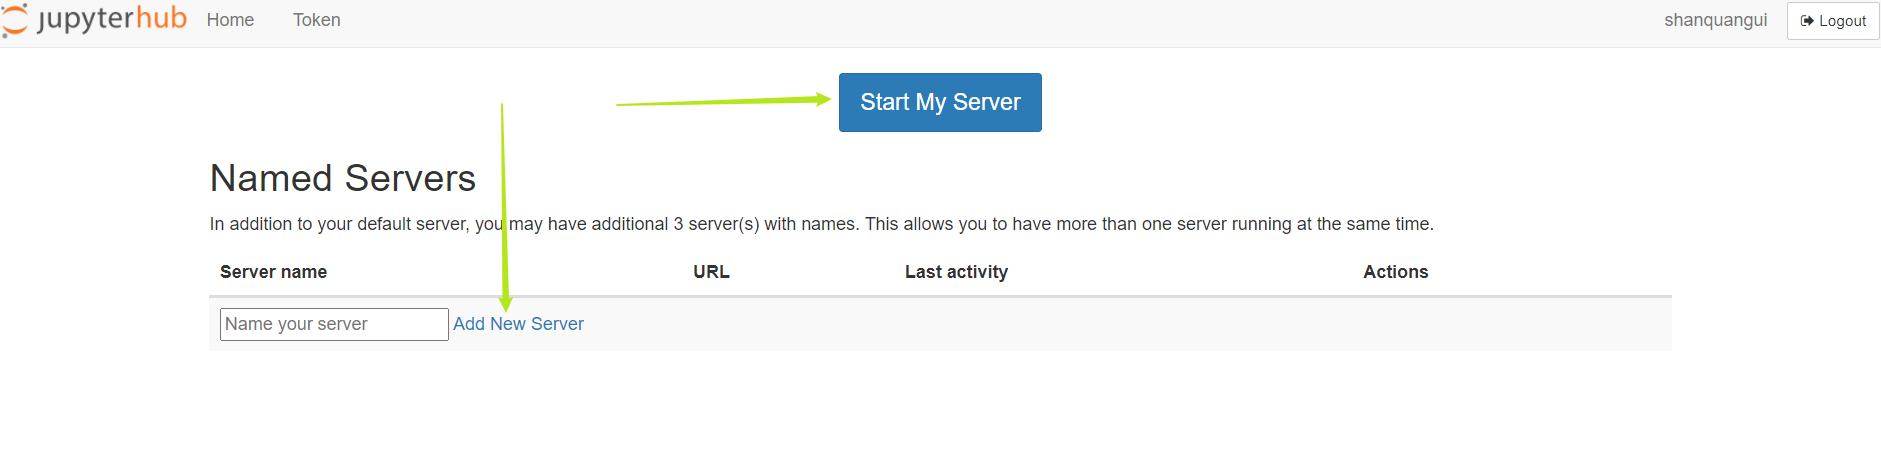 jupyterhub Home Token shanquangui Logout
Start My Server
Named Servers
In addition to your default server, you may have additional 3 server(s) with names. This allows you to have more than one server running at the same time.
Server name URL Last activity Actions
Name your server Add New Server